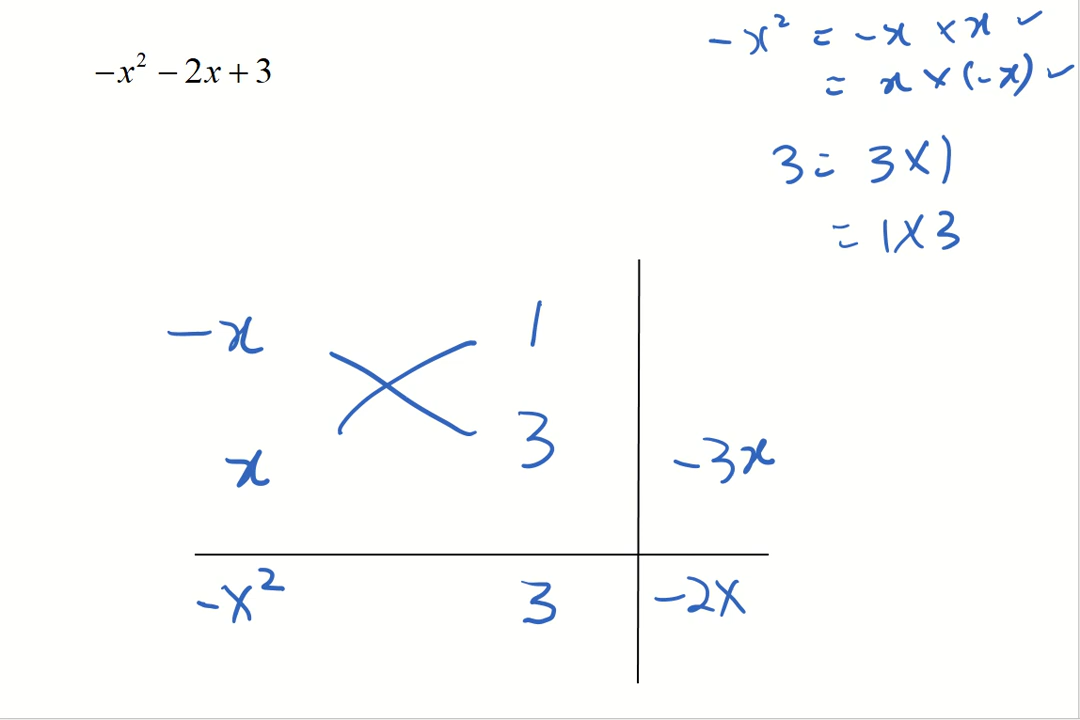 −x² − 2x + 3
−x² = −x × x ✓
= x × (−x) ✓
3 = 3 × 1
= 1 × 3
−x 1
x 3 −3x
−x² 3 −2x